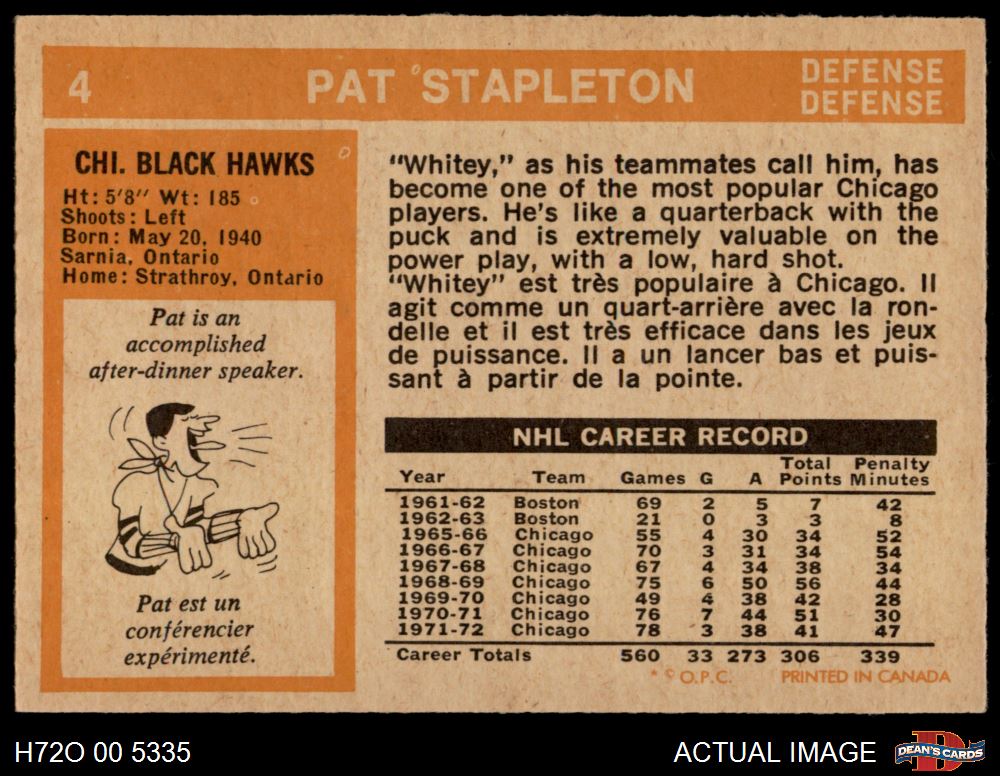 4 PAT STAPLETON DEFENSE
DEFENSE
CHI. BLACK HAWKS
Ht: 5'8" Wt: 185
Shoots: Left
Born: May 20, 1940
Sarnia, Ontario
Home: Strathroy, Ontario
Pat is an
accomplished
after-dinner speaker.
Pat est un
conférencier
expérimenté.
"Whitey," as his teammates call him, has
become one of the most popular Chicago
players. He's like a quarterback with the
puck and is extremely valuable on the
power play, with a low, hard shot.
"Whitey" est très populaire à Chicago. Il
agit comme un quart-arrière avec la ron-
delle et il est très efficace dans les jeux
de puissance. Il a un lancer bas et puis-
sant à partir de la pointe.
NHL CAREER RECORD
Total Penalty
Year Team Games G A Points Minutes
1961-62 Boston 69 2 5 7 42
1962-63 Boston 21 0 3 3 8
1965-66 Chicago 55 4 30 34 52
1966-67 Chicago 70 3 31 34 54
1967-68 Chicago 67 4 34 38 34
1968-69 Chicago 75 6 50 56 44
1969-70 Chicago 49 4 38 42 28
1970-71 Chicago 76 7 44 51 30
1971-72 Chicago 78 3 38 41 47
Career Totals 560 33 273 306 339
* © O.P.C. PRINTED IN CANADA
H72O 00 5335 ACTUAL IMAGE DEAN'S CARDS